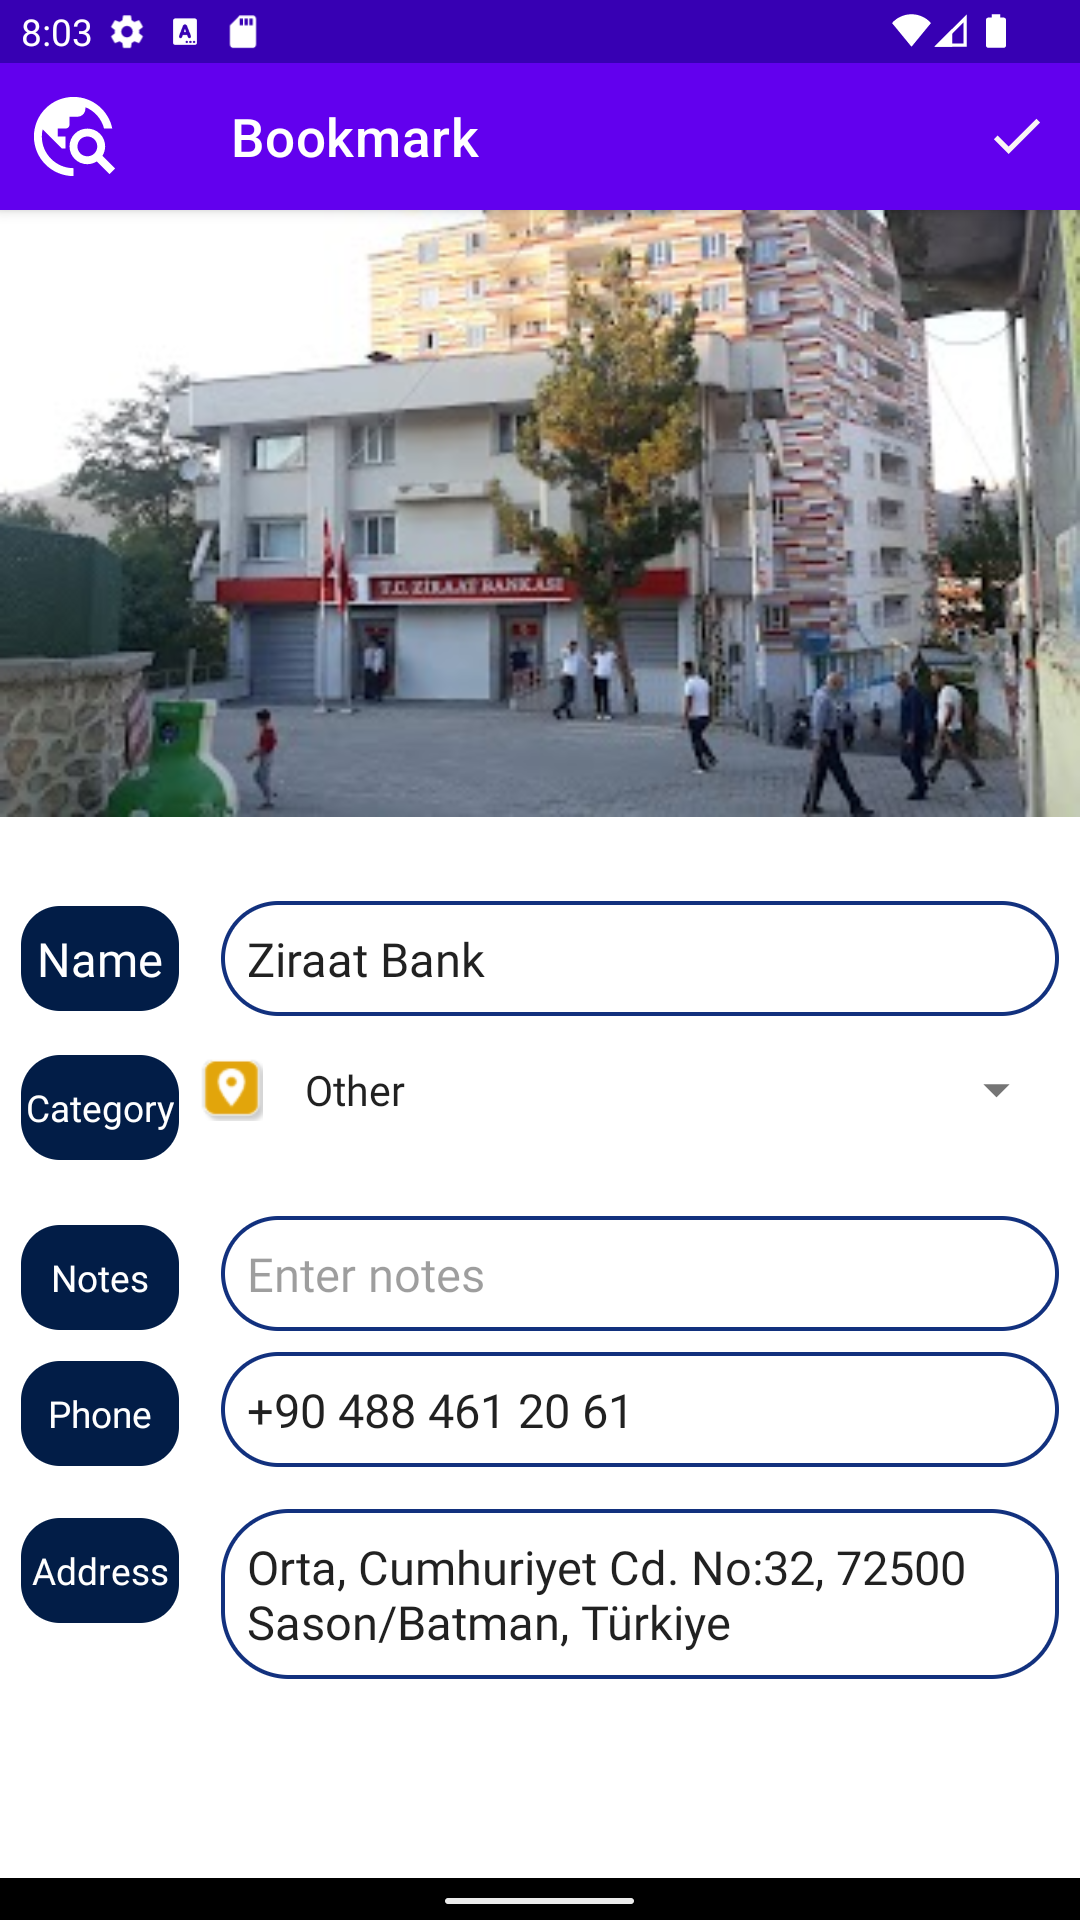 8:03
Bookmark
T.C. ZİRAAT BANKASI
Name
Ziraat Bank
Category
Other
Notes
Enter notes
Phone
+90 488 461 20 61
Address
Orta, Cumhuriyet Cd. No:32, 72500
Sason/Batman, Türkiye